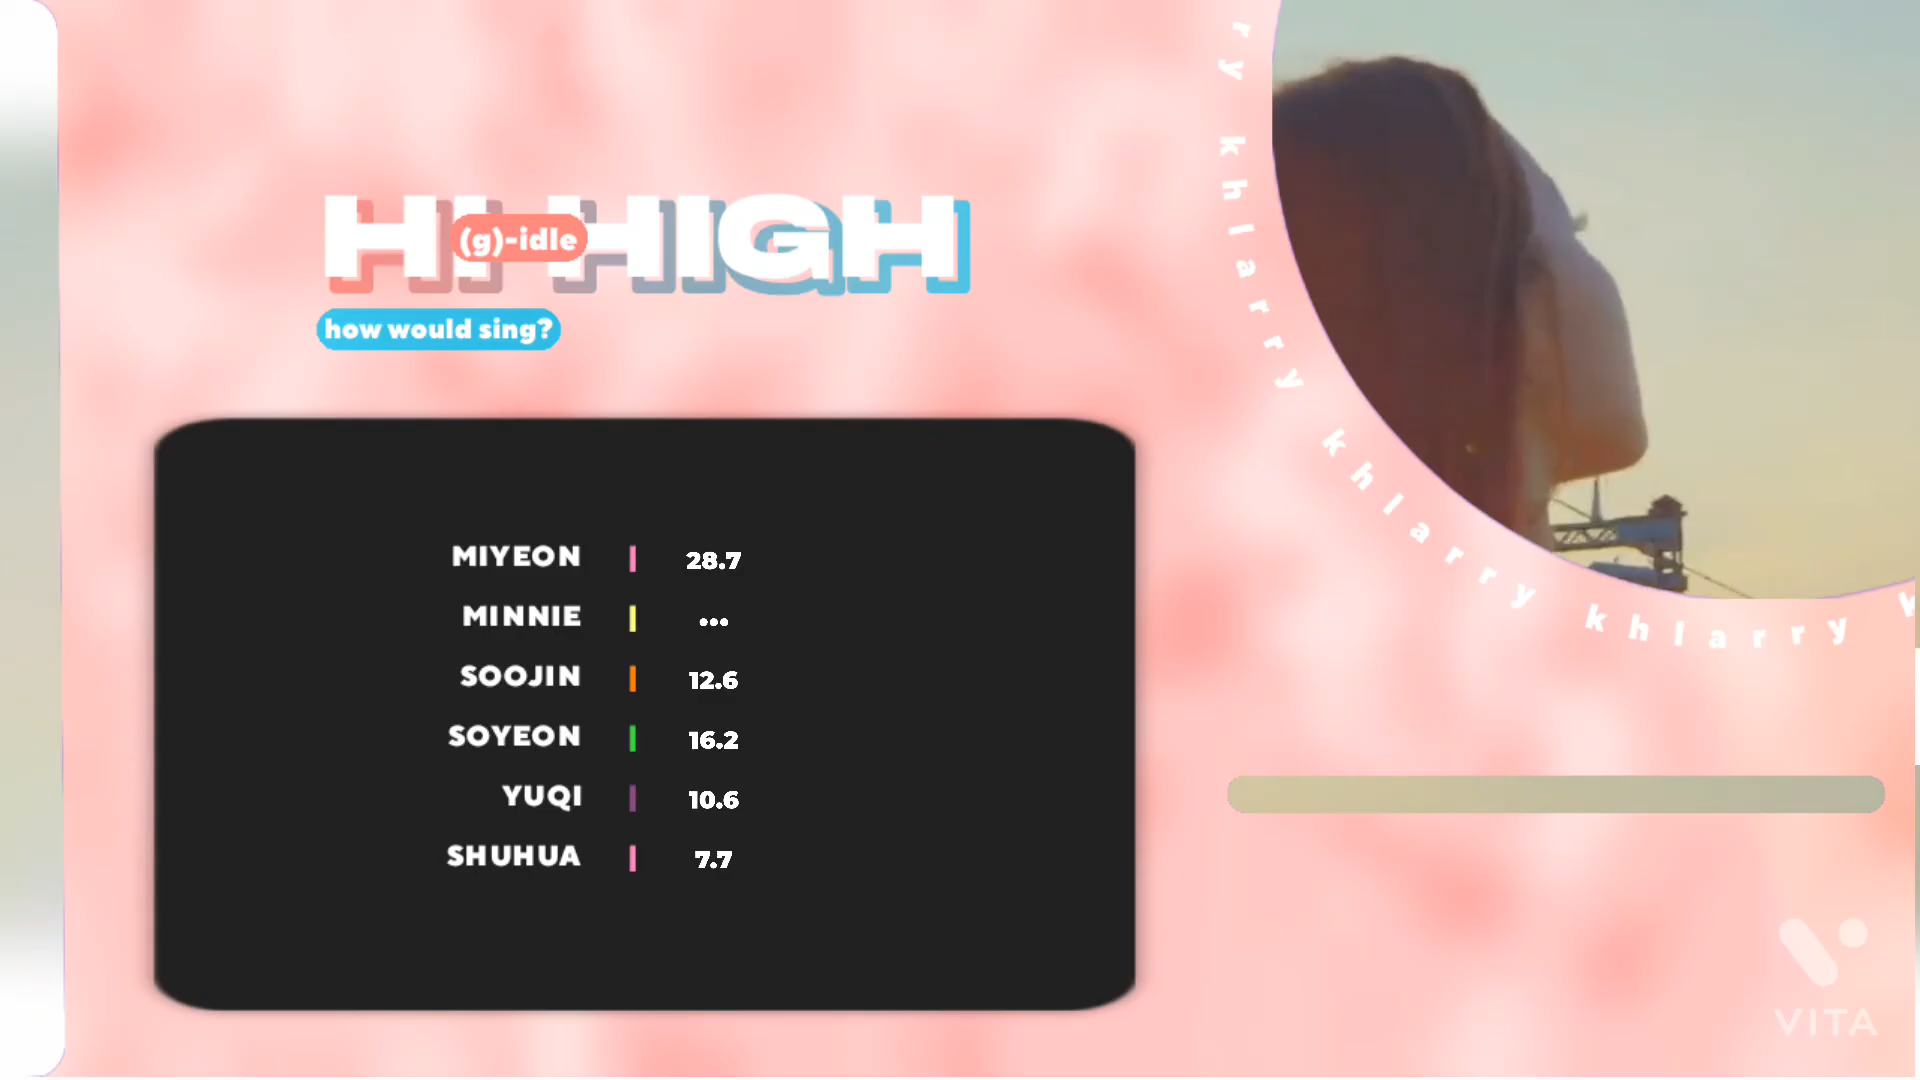 HI-HIGH
(g)-idle
how would sing?
MIYEON 28.7
MINNIE ...
SOOJIN 12.6
SOYEON 16.2
YUQI 10.6
SHUHUA 7.7
ry khlarry khlarry khlarry k
VITA